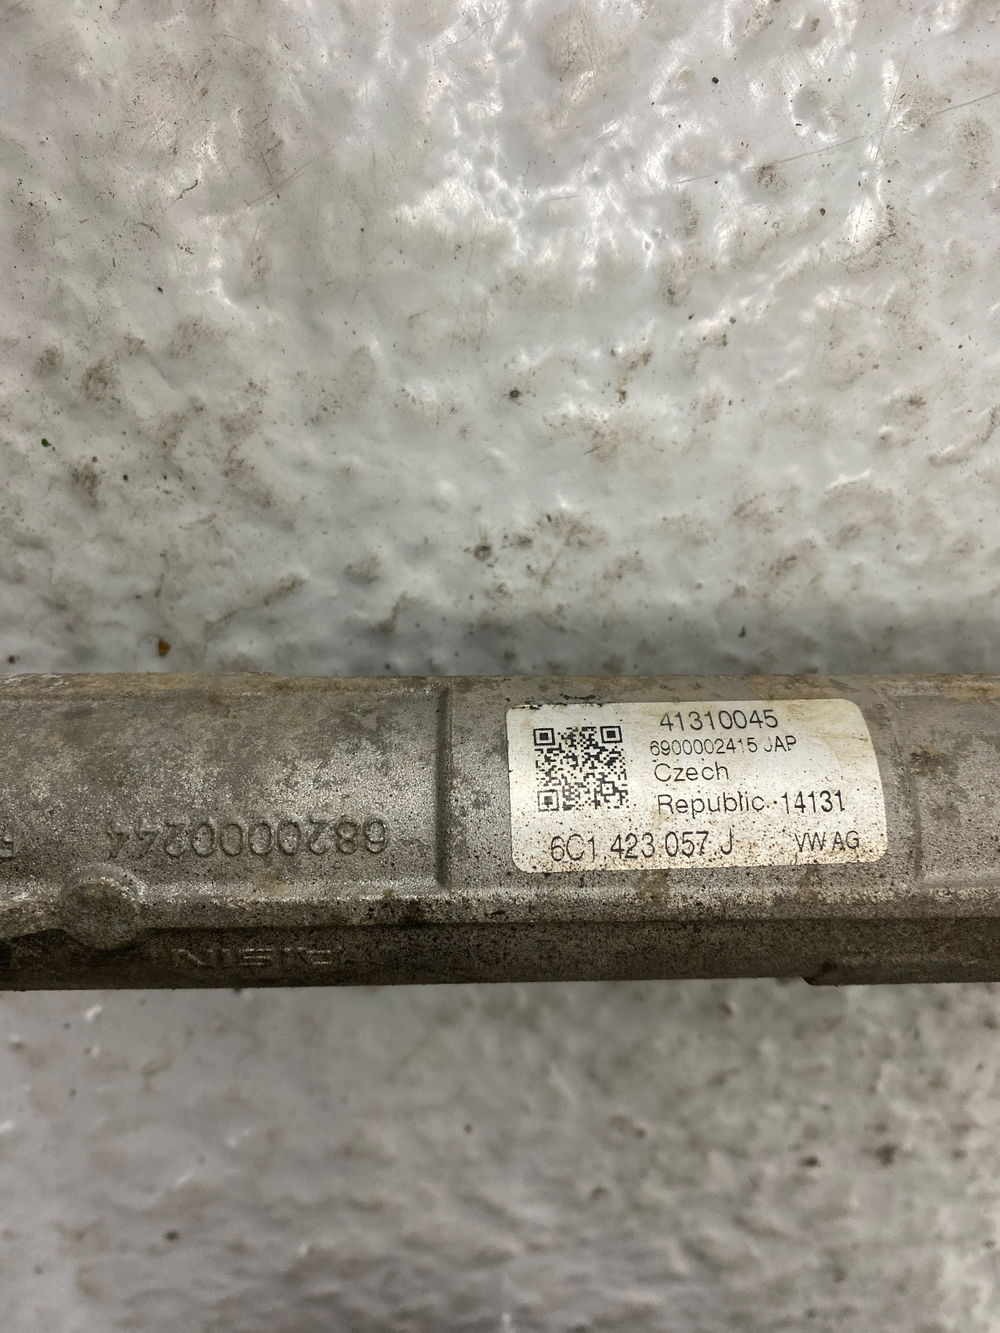 41310045
6900002415 JAP
Czech
Republic 14131
6C1 423 057 J VW AG
6820000244